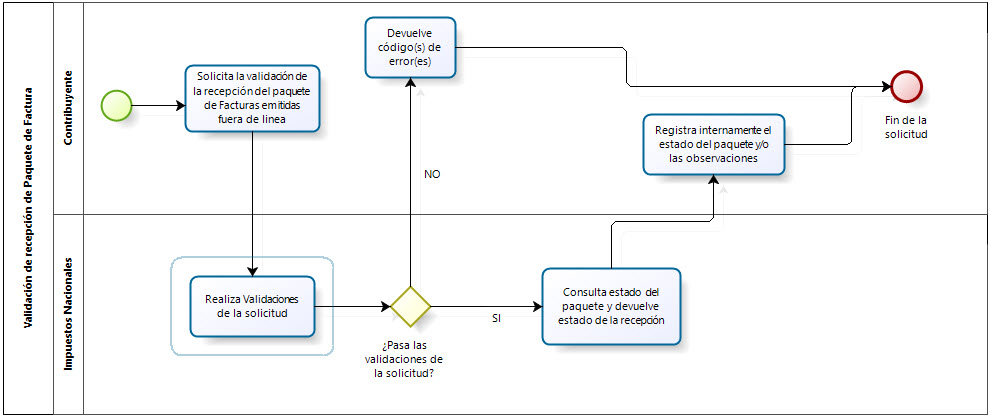 Validación de recepción de Paquete de Factura
Contribuyente
Solicita la validación de
la recepción del paquete
de Facturas emitidas
fuera de linea
Devuelve
código(s) de
error(es)
Registra internamente el
estado del paquete y/o
las observaciones
Fin de la
solicitud
NO
Impuestos Nacionales
Realiza Validaciones
de la solicitud
¿Pasa las
validaciones de
la solicitud?
SI
Consulta estado del
paquete y devuelve
estado de la recepción